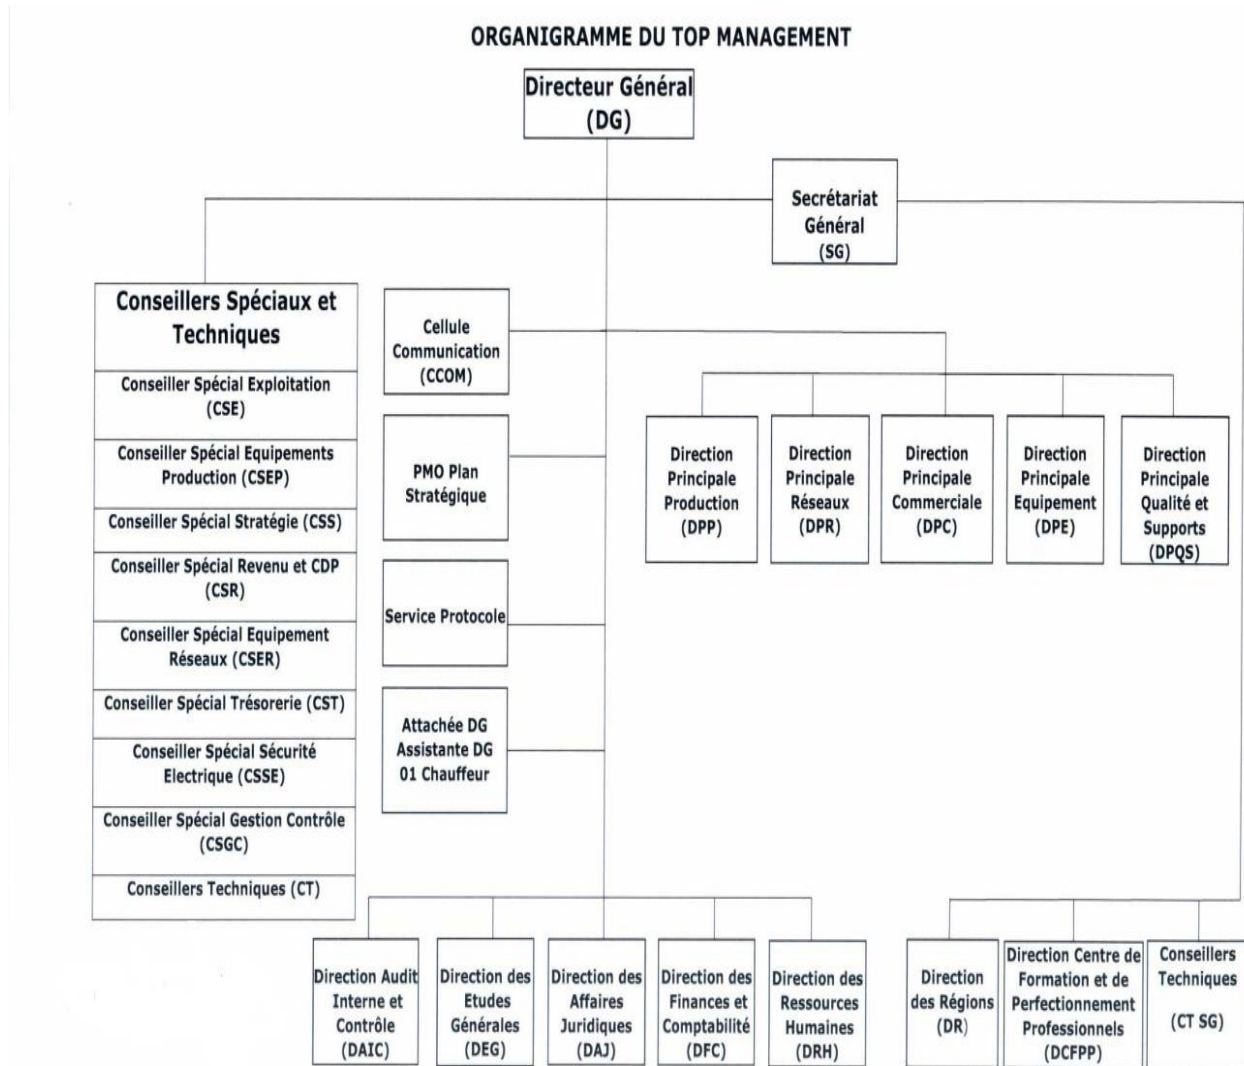 ORGANIGRAMME DU TOP MANAGEMENT
Directeur Général
(DG)
Secrétariat
Général
(SG)
Conseillers Spéciaux et
Techniques
Conseiller Spécial Exploitation
(CSE)
Conseiller Spécial Equipements
Production (CSEP)
Conseiller Spécial Stratégie (CSS)
Conseiller Spécial Revenu et CDP
(CSR)
Conseiller Spécial Equipement
Réseaux (CSER)
Conseiller Spécial Trésorerie (CST)
Conseiller Spécial Sécurité
Electrique (CSSE)
Conseiller Spécial Gestion Contrôle
(CSGC)
Conseillers Techniques (CT)
Cellule
Communication
(CCOM)
PMO Plan
Stratégique
Service Protocole
Attachée DG
Assistante DG
01 Chauffeur
Direction
Principale
Production
(DPP)
Direction
Principale
Réseaux
(DPR)
Direction
Principale
Commerciale
(DPC)
Direction
Principale
Equipement
(DPE)
Direction
Principale
Qualité et
Supports
(DPQS)
Direction Audit
Interne et
Contrôle
(DAIC)
Direction des
Etudes
Générales
(DEG)
Direction des
Affaires
Juridiques
(DAJ)
Direction des
Finances et
Comptabilité
(DFC)
Direction des
Ressources
Humaines
(DRH)
Direction
des Régions
(DR)
Direction Centre de
Formation et de
Perfectionnement
Professionnels
(DCFPP)
Conseillers
Techniques
(CT SG)